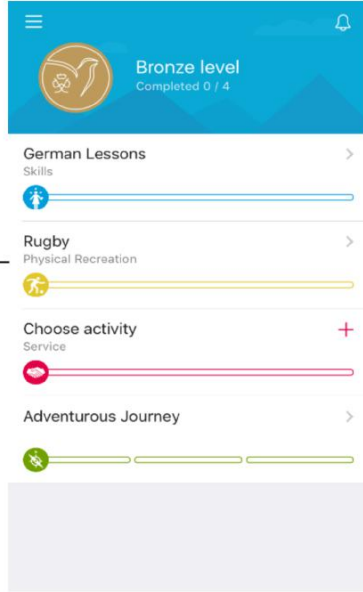 Bronze level
Completed 0 / 4
German Lessons
Skills
Rugby
Physical Recreation
Choose activity
Service
Adventurous Journey